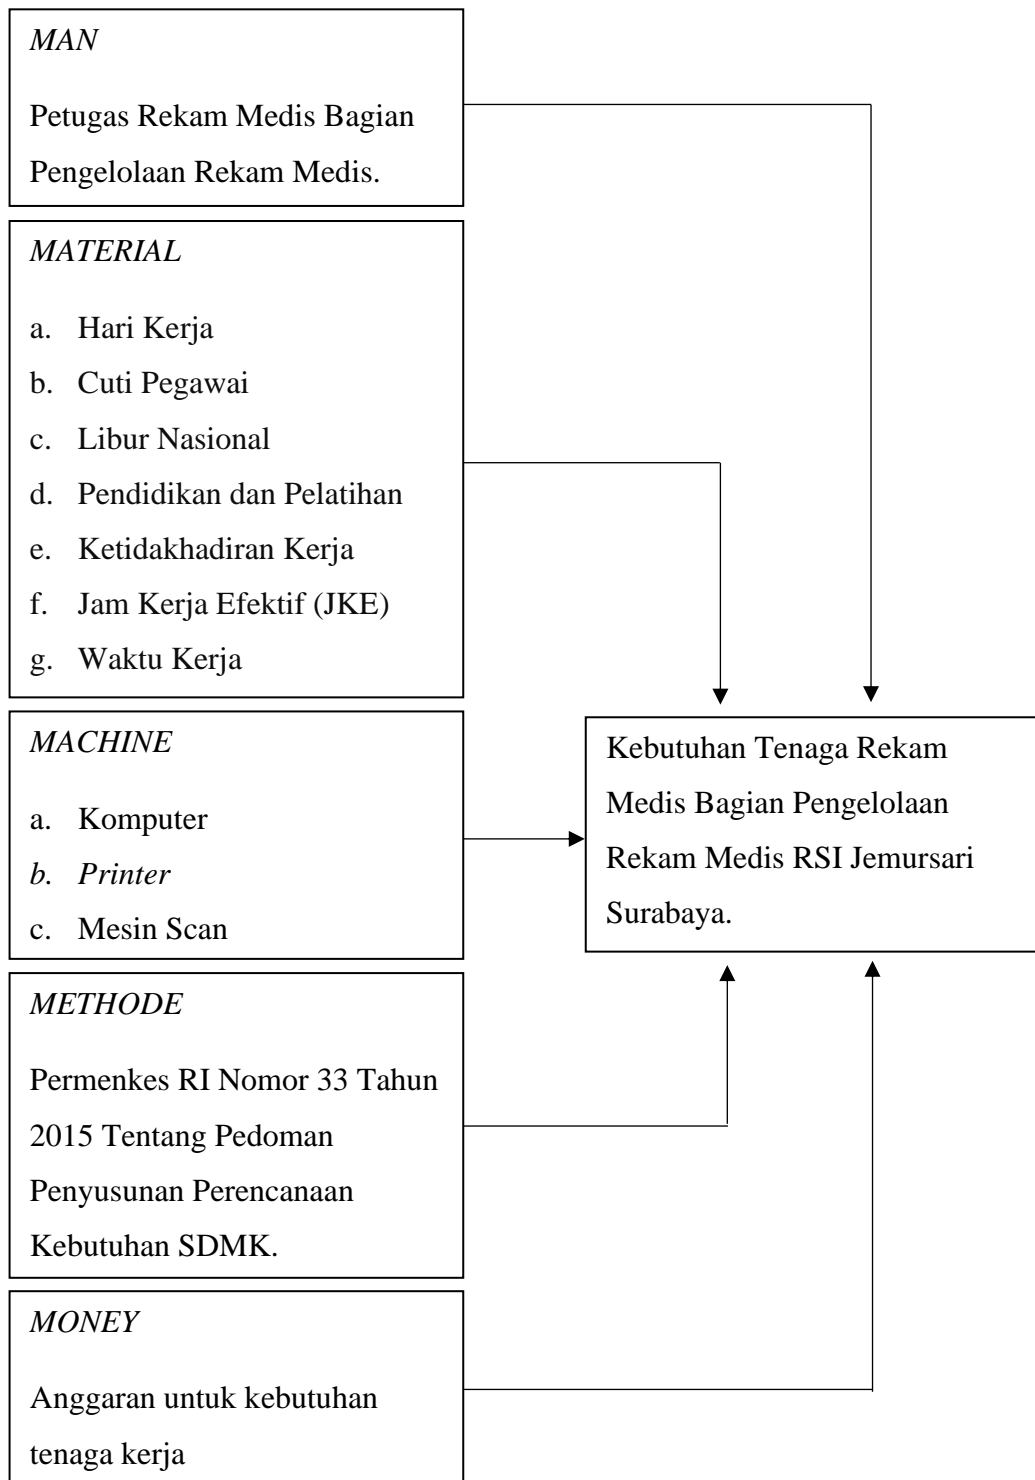 MAN
Petugas Rekam Medis Bagian
Pengelolaan Rekam Medis.
MATERIAL
a. Hari Kerja
b. Cuti Pegawai
c. Libur Nasional
d. Pendidikan dan Pelatihan
e. Ketidakhadiran Kerja
f. Jam Kerja Efektif (JKE)
g. Waktu Kerja
MACHINE
a. Komputer
b. Printer
c. Mesin Scan
METHODE
Permenkes RI Nomor 33 Tahun
2015 Tentang Pedoman
Penyusunan Perencanaan
Kebutuhan SDMK.
MONEY
Anggaran untuk kebutuhan
tenaga kerja
Kebutuhan Tenaga Rekam
Medis Bagian Pengelolaan
Rekam Medis RSI Jemursari
Surabaya.